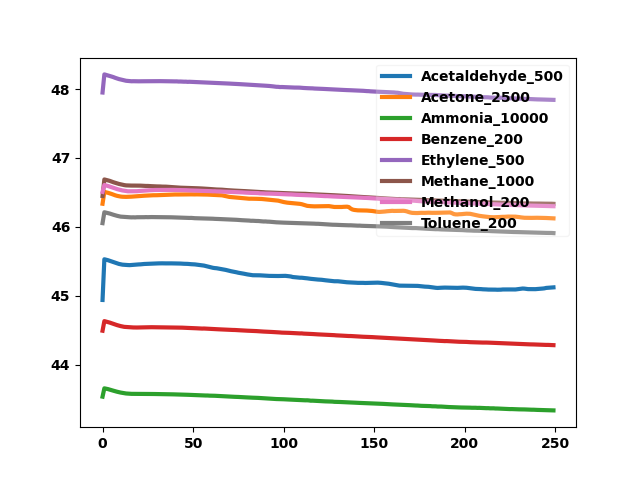 48
47
46
45
44
0 50 100 150 200 250
Acetaldehyde_500
Acetone_2500
Ammonia_10000
Benzene_200
Ethylene_500
Methane_1000
Methanol_200
Toluene_200